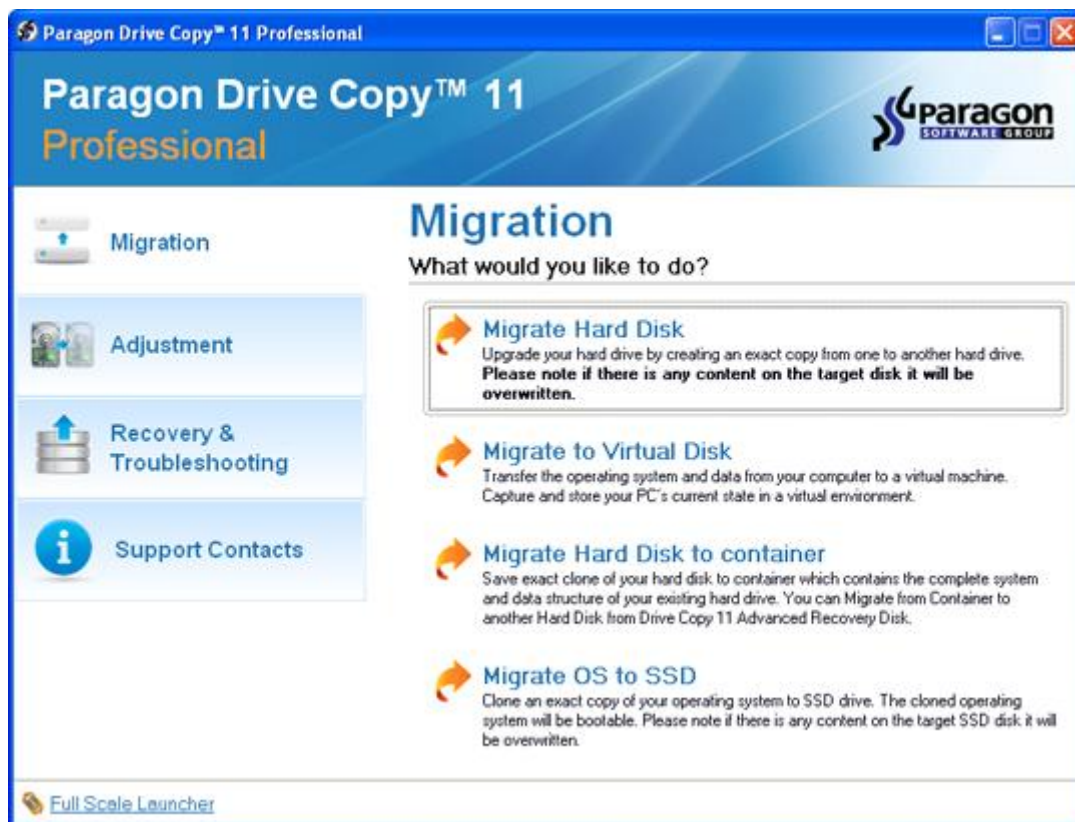 Paragon Drive Copy™ 11 Professional
Paragon Drive Copy™ 11
Professional
Paragon
SOFTWARE GROUP
Migration
Adjustment
Recovery &
Troubleshooting
Support Contacts
Migration
What would you like to do?
Migrate Hard Disk
Upgrade your hard drive by creating an exact copy from one to another hard drive.
Please note if there is any content on the target disk it will be
overwritten.
Migrate to Virtual Disk
Transfer the operating system and data from your computer to a virtual machine.
Capture and store your PC's current state in a virtual environment.
Migrate Hard Disk to container
Save exact clone of your hard disk to container which contains the complete system
and data structure of your existing hard drive. You can Migrate from Container to
another Hard Disk from Drive Copy 11 Advanced Recovery Disk.
Migrate OS to SSD
Clone an exact copy of your operating system to SSD drive. The cloned operating
system will be bootable. Please note if there is any content on the target SSD disk it will
be overwritten.
Full Scale Launcher